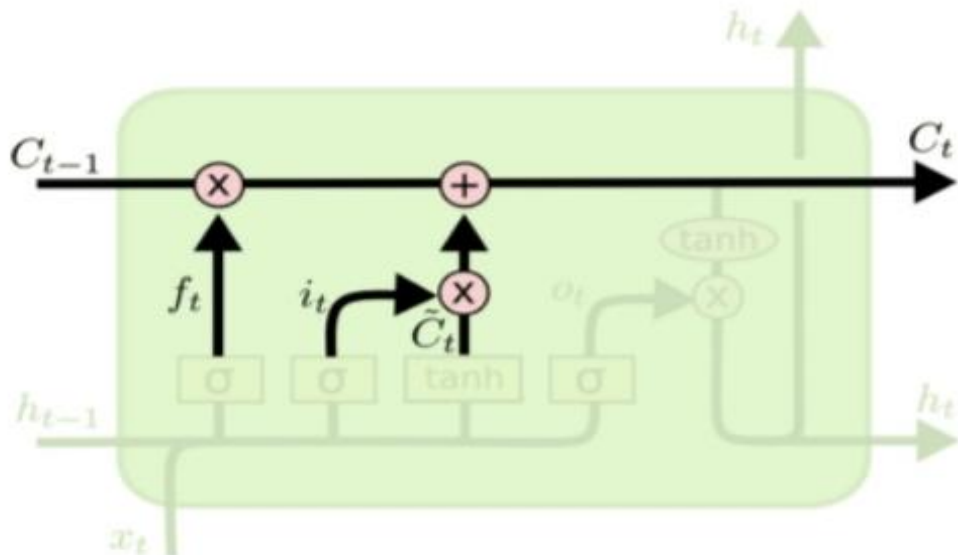 h_t
C_{t-1} × + C_t
tanh
f_t i_t × o_t ×
C̃_t
σ σ tanh σ
h_{t-1} h_t
x_t